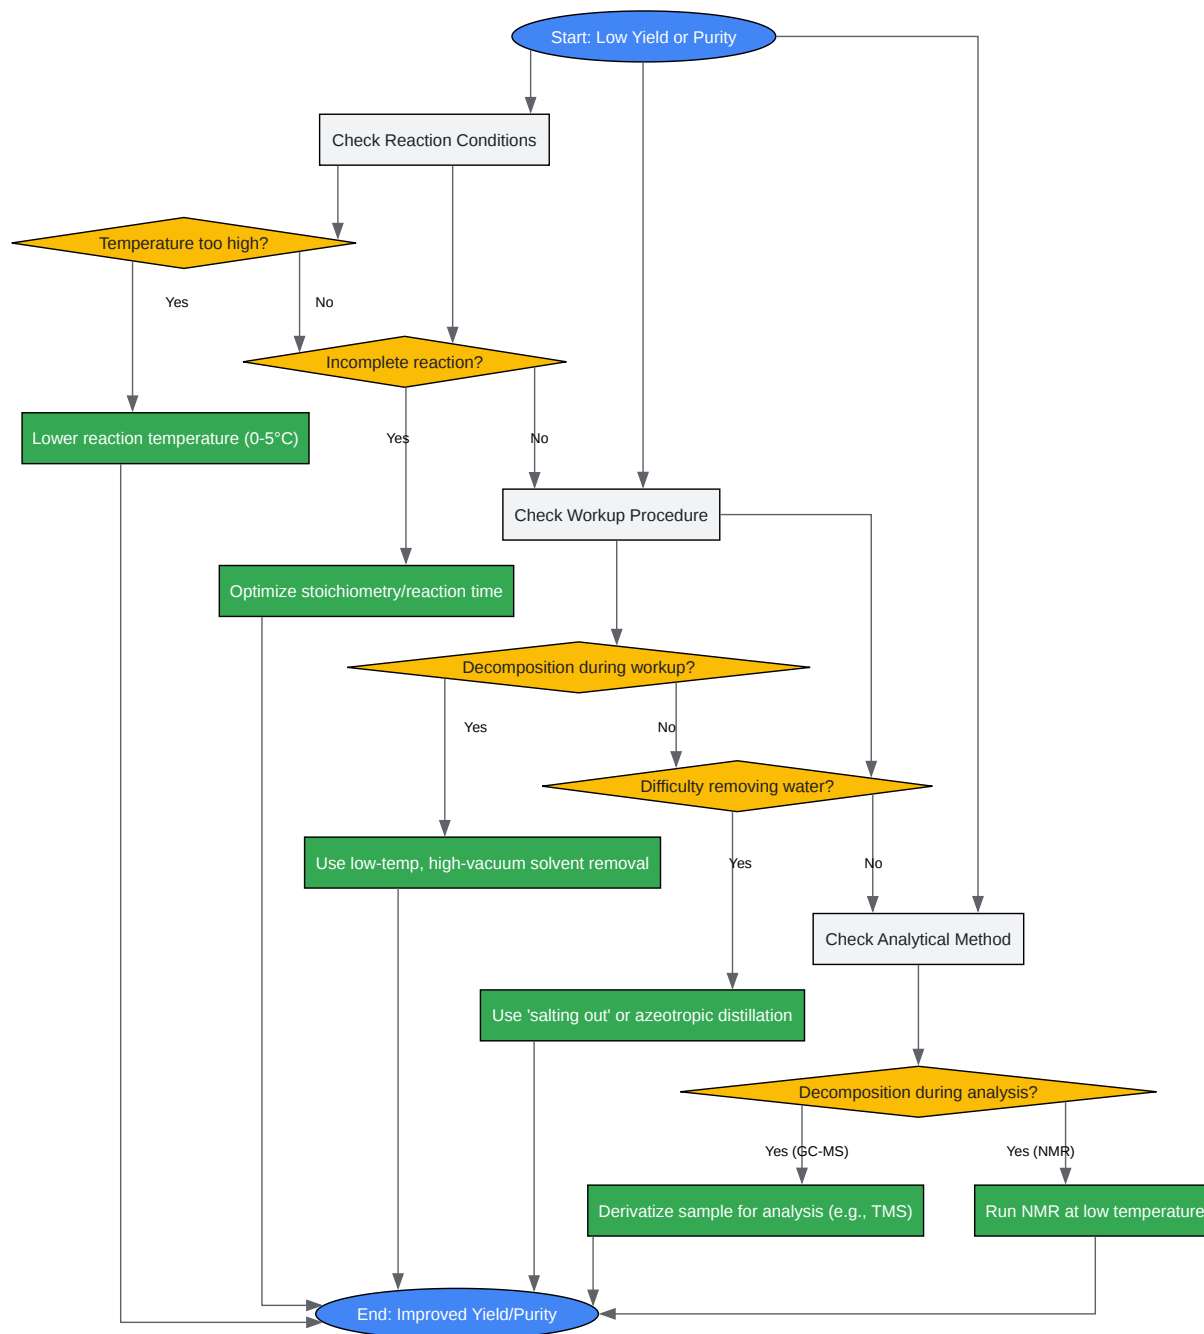 Start: Low Yield or Purity
Check Reaction Conditions
Temperature too high?
Yes
No
Incomplete reaction?
Lower reaction temperature (0-5°C)
Yes
No
Check Workup Procedure
Optimize stoichiometry/reaction time
Decomposition during workup?
Yes
No
Difficulty removing water?
Use low-temp, high-vacuum solvent removal
Yes
No
Check Analytical Method
Use 'salting out' or azeotropic distillation
Decomposition during analysis?
Yes (GC-MS)
Yes (NMR)
Derivatize sample for analysis (e.g., TMS)
Run NMR at low temperature
End: Improved Yield/Purity